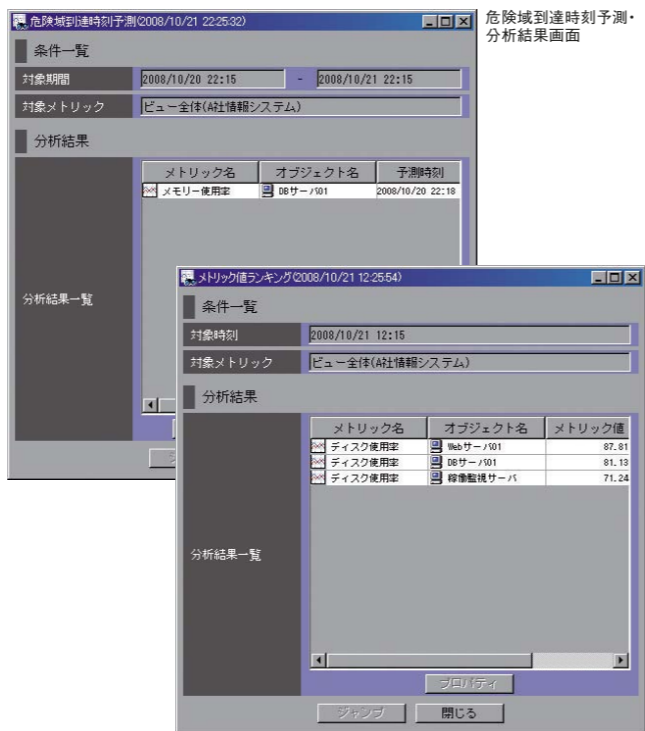 危険域到達時刻予測(2008/10/21 22:25:32)
危険域到達時刻予測・
分析結果画面
条件一覧
対象期間 2008/10/20 22:15 - 2008/10/21 22:15
対象メトリック ビュー全体(A社情報システム)
分析結果
メトリック名 オブジェクト名 予測時刻
メモリー使用率 DBサーバ01 2008/10/20 22:18
分析結果一覧
メトリック値ランキング(2008/10/21 12:25:54)
条件一覧
対象時刻 2008/10/21 12:15
対象メトリック ビュー全体(A社情報システム)
分析結果
メトリック名 オブジェクト名 メトリック値
ディスク使用率 Webサーバ01 87.81
ディスク使用率 DBサーバ01 81.13
ディスク使用率 稼働監視サーバ 71.24
分析結果一覧
プロパティ
ジャンプ 閉じる